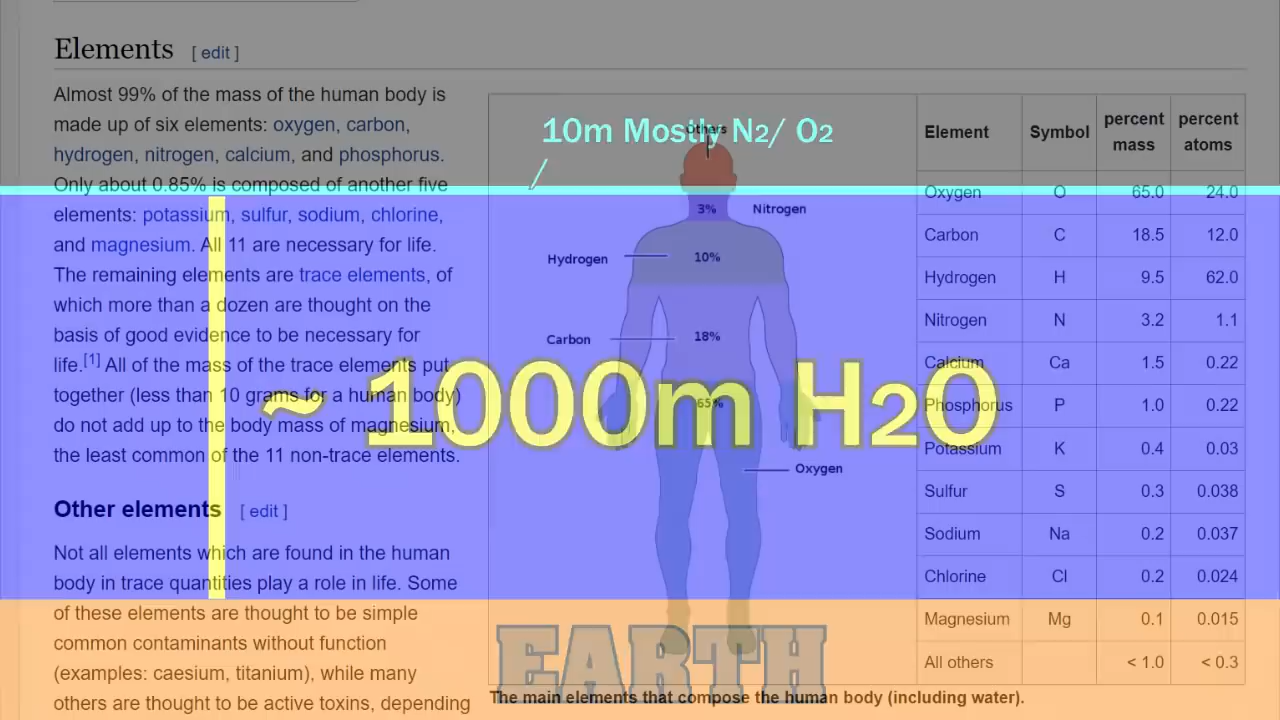 Elements [ edit ]
Almost 99% of the mass of the human body is
made up of six elements: oxygen, carbon,
hydrogen, nitrogen, calcium, and phosphorus.
Only about 0.85% is composed of another five
elements: potassium, sulfur, sodium, chlorine,
and magnesium. All 11 are necessary for life.
The remaining elements are trace elements, of
which more than a dozen are thought on the
basis of good evidence to be necessary for
life.[1] All of the mass of the trace elements put
together (less than 10 grams for a human body)
do not add up to the body mass of magnesium,
the least common of the 11 non-trace elements.
Other elements [ edit ]
Not all elements which are found in the human
body in trace quantities play a role in life. Some
of these elements are thought to be simple
common contaminants without function
(examples: caesium, titanium), while many
others are thought to be active toxins, depending
10m Mostly N2/ O2
Others
3% Nitrogen
Hydrogen 10%
Carbon 18%
65%
Oxygen
~ 1000m H2O
EARTH
The main elements that compose the human body (including water).
Element Symbol percent mass percent atoms
Oxygen O 65.0 24.0
Carbon C 18.5 12.0
Hydrogen H 9.5 62.0
Nitrogen N 3.2 1.1
Calcium Ca 1.5 0.22
Phosphorus P 1.0 0.22
Potassium K 0.4 0.03
Sulfur S 0.3 0.038
Sodium Na 0.2 0.037
Chlorine Cl 0.2 0.024
Magnesium Mg 0.1 0.015
All others < 1.0 < 0.3